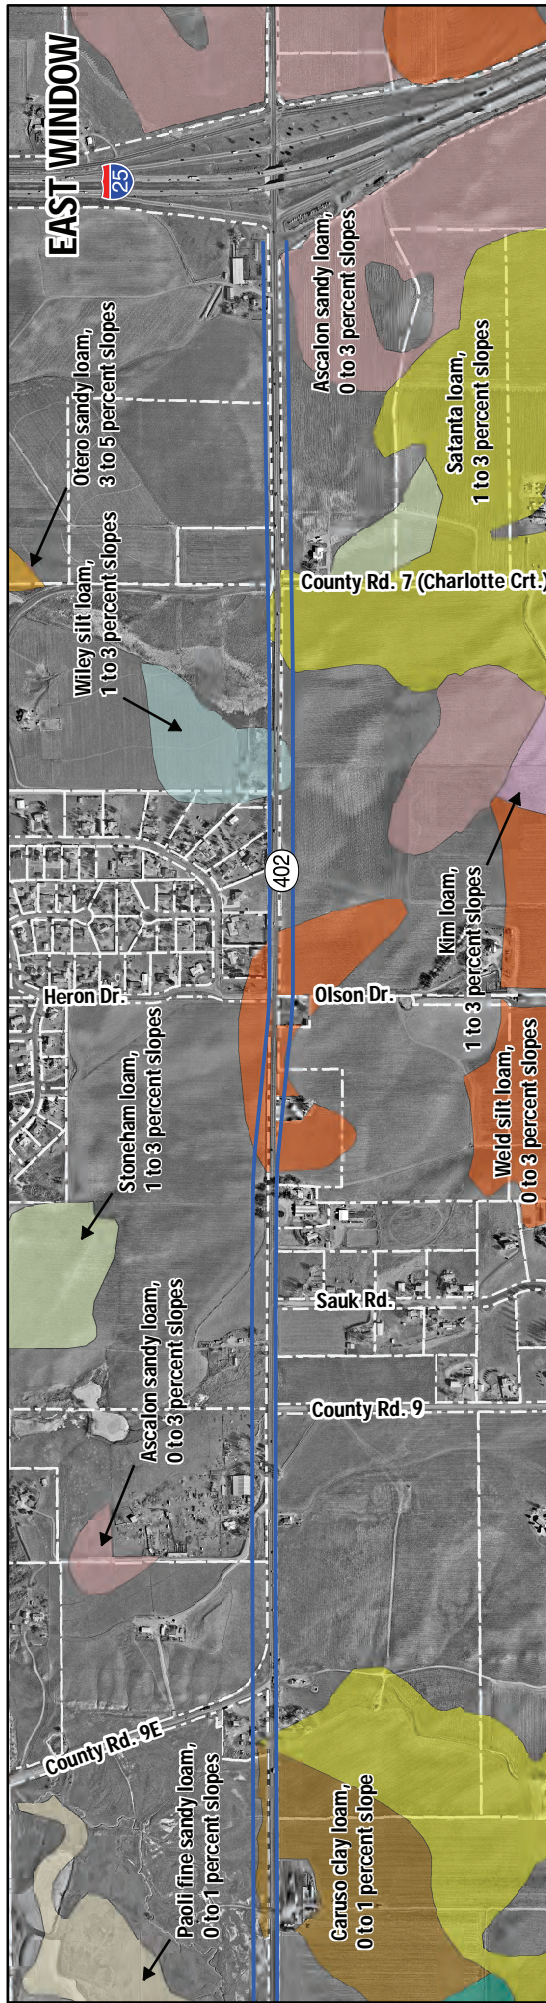 EAST WINDOW
25
Otero sandy loam,
3 to 5 percent slopes
Ascalon sandy loam,
0 to 3 percent slopes
Satanta loam,
1 to 3 percent slopes
Wiley silt loam,
1 to 3 percent slopes
County Rd. 7 (Charlotte Crt.)
402
Kim loam,
1 to 3 percent slopes
Heron Dr.
Olson Dr.
Stoneham loam,
1 to 3 percent slopes
Weld silt loam,
0 to 3 percent slopes
Sauk Rd.
County Rd. 9
Ascalon sandy loam,
0 to 3 percent slopes
County Rd. 9E
Paoli fine sandy loam,
0 to 1 percent slopes
Caruso clay loam,
0 to 1 percent slope